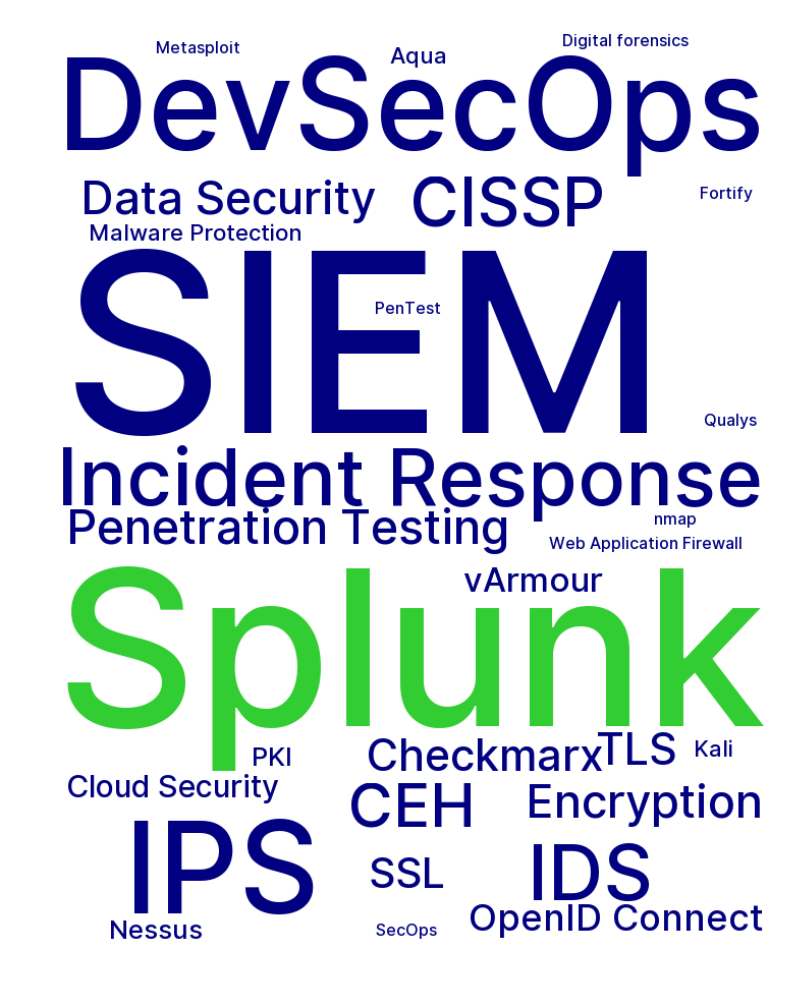 Metasploit
Aqua
Digital forensics
DevSecOps
Data Security
CISSP
Fortify
Malware Protection
SIEM
PenTest
Qualys
Incident Response
Penetration Testing
nmap
Web Application Firewall
vArmour
Splunk
PKI
Checkmarx
TLS
Kali
Cloud Security
CEH
Encryption
IPS
SSL
IDS
Nessus
SecOps
OpenID Connect